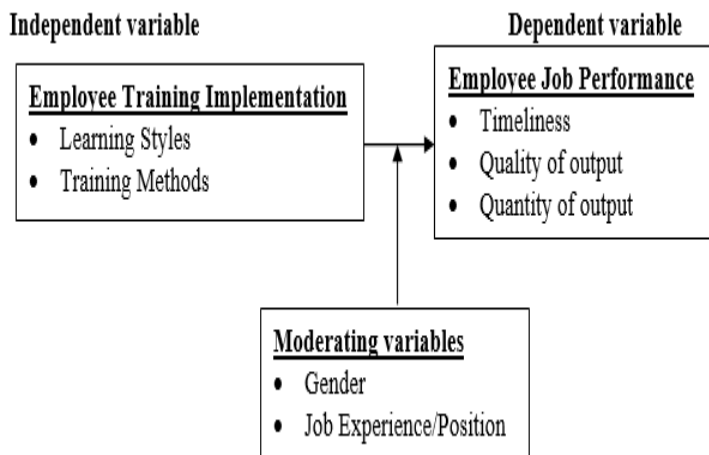 Independent variable
Dependent variable
Employee Training Implementation
• Learning Styles
• Training Methods
Employee Job Performance
• Timeliness
• Quality of output
• Quantity of output
Moderating variables
• Gender
• Job Experience/Position